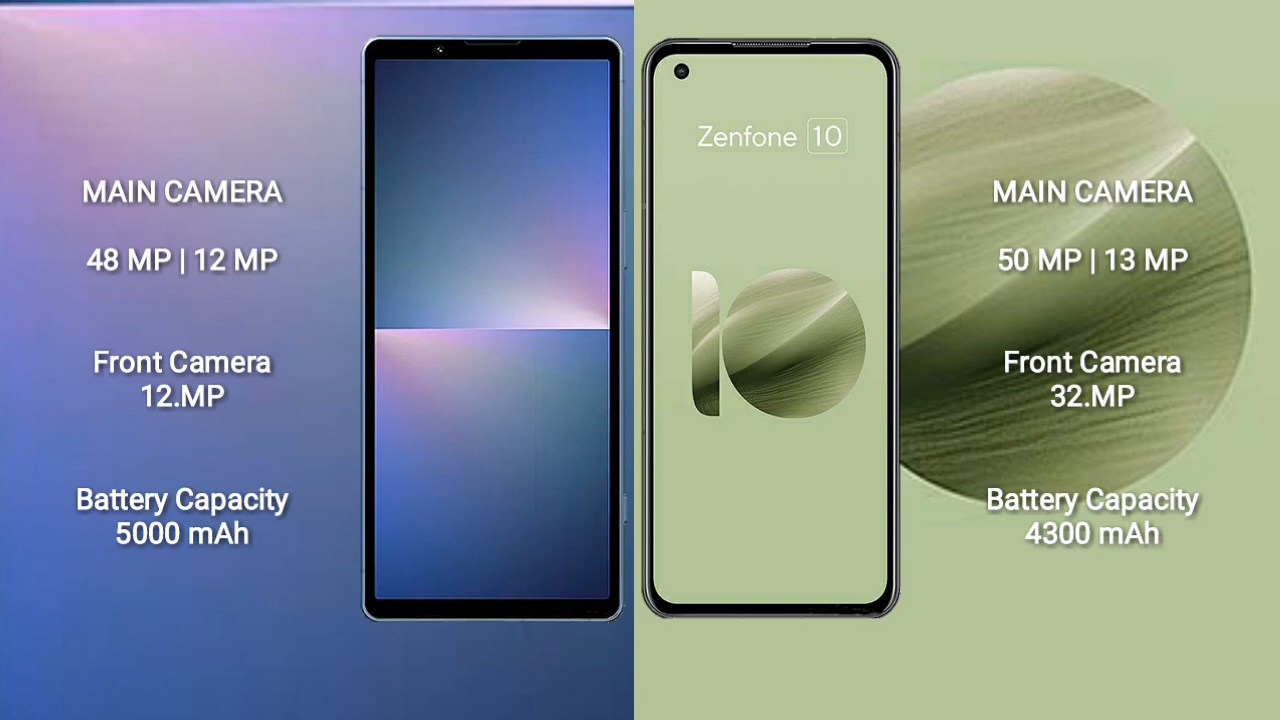 MAIN CAMERA
48 MP | 12 MP
Front Camera
12.MP
Battery Capacity
5000 mAh
Zenfone 10
MAIN CAMERA
50 MP | 13 MP
Front Camera
32.MP
Battery Capacity
4300 mAh